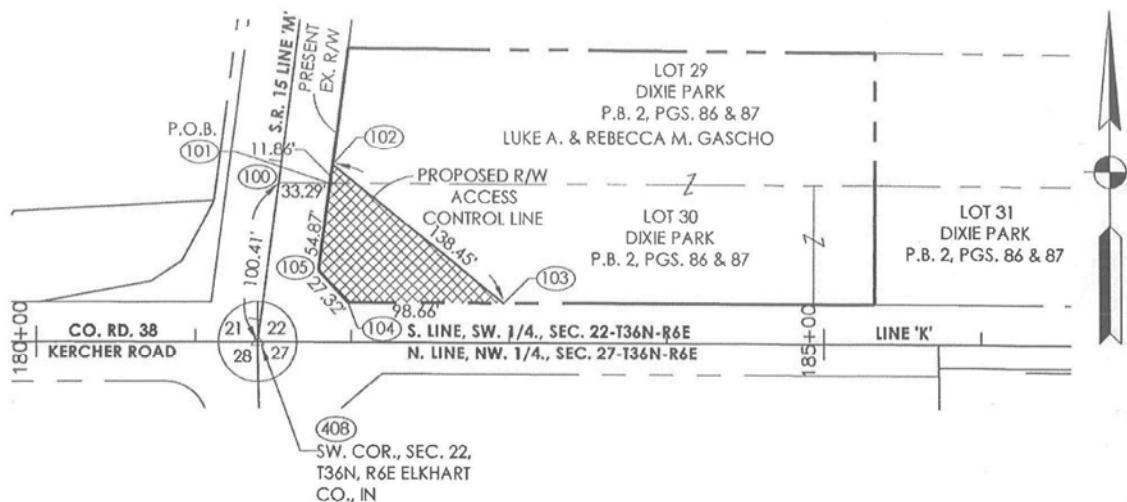 S.R. 15 LINE 'M'
PRESENT
EX. R/W
LOT 29
DIXIE PARK
P.B. 2, PGS. 86 & 87
LUKE A. & REBECCA M. GASCHO
P.O.B.
101
102
11.86'
100
33.29'
PROPOSED R/W
ACCESS
CONTROL LINE
Z
LOT 30
DIXIE PARK
P.B. 2, PGS. 86 & 87
Z
LOT 31
DIXIE PARK
P.B. 2, PGS. 86 & 87
54.87'
138.45'
100.41'
105
27.32'
103
98.66'
104
180+00
CO. RD. 38
KERCHER ROAD
21
22
28
27
S. LINE, SW. 1/4., SEC. 22-T36N-R6E
N. LINE, NW. 1/4., SEC. 27-T36N-R6E
185+00
LINE 'K'
408
SW. COR., SEC. 22,
T36N, R6E ELKHART
CO., IN